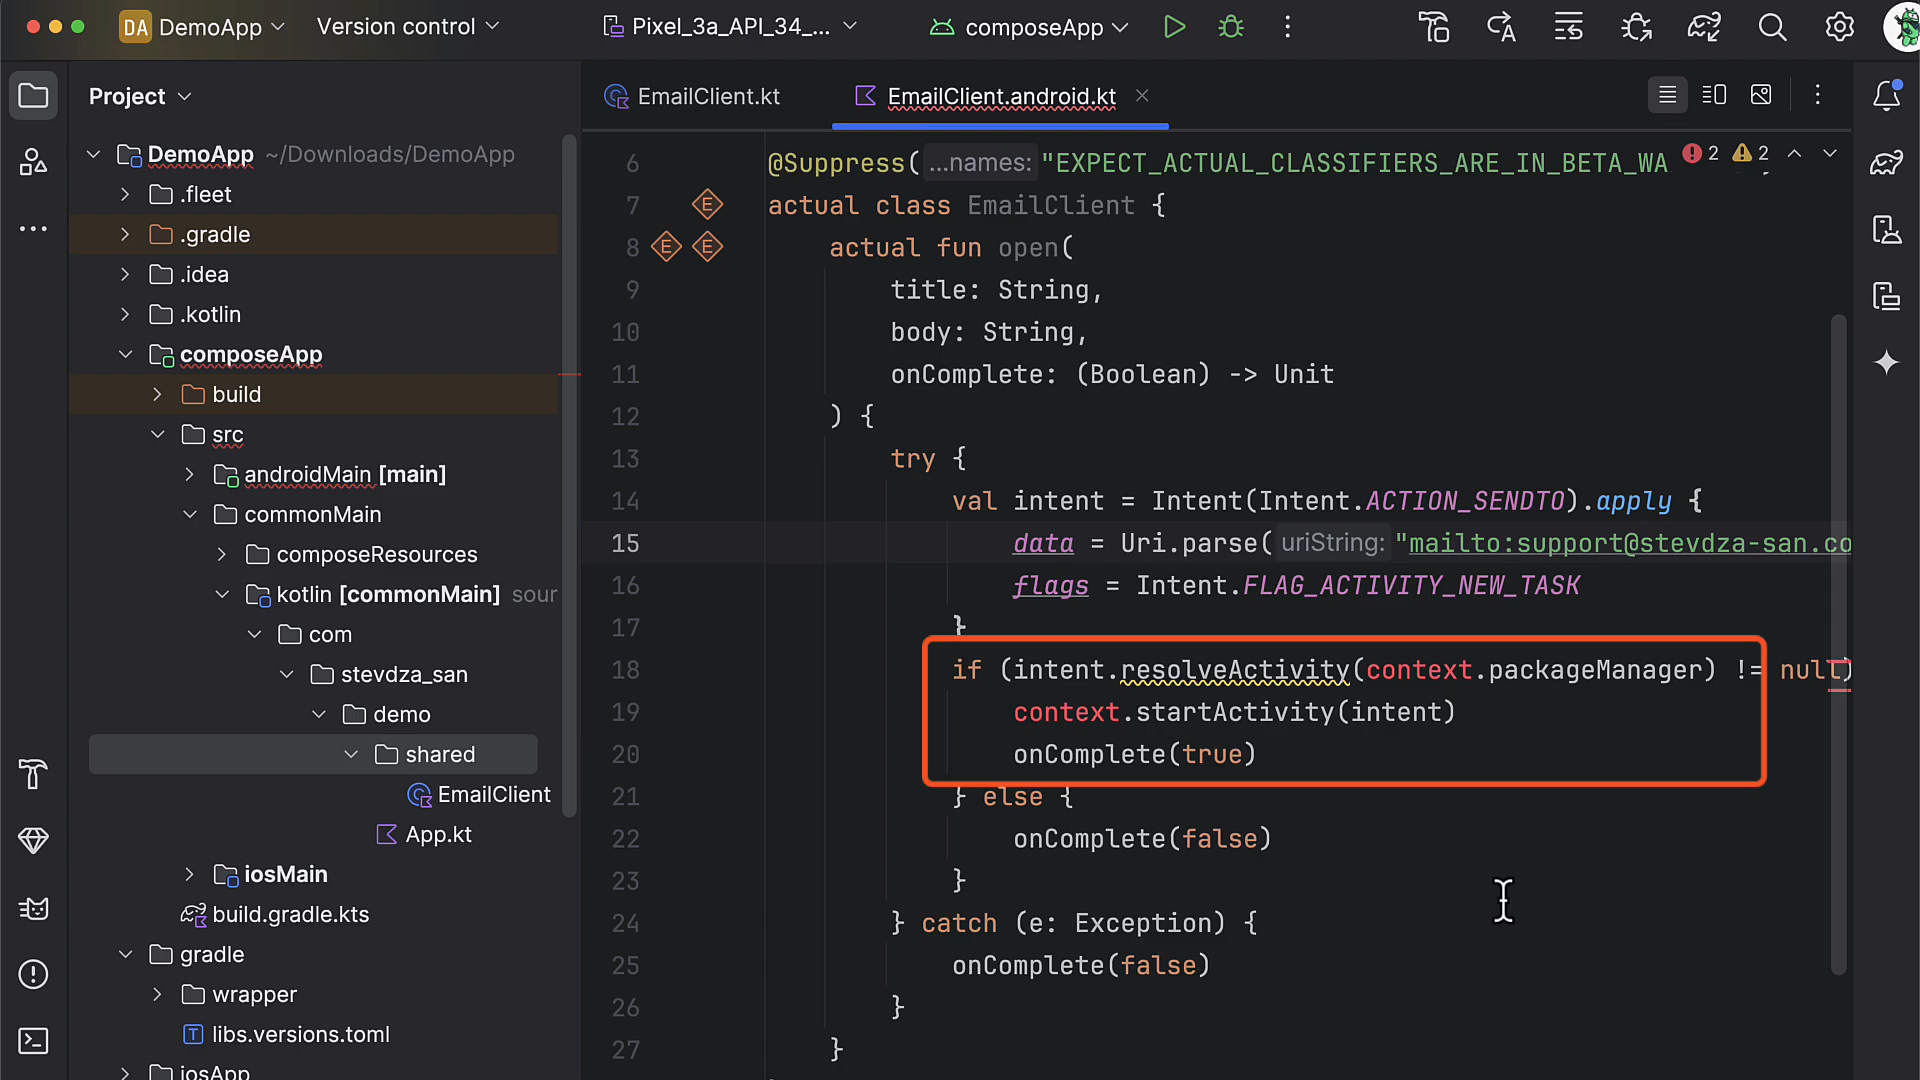 DA DemoApp Version control Pixel_3a_API_34_... composeApp
Project
EmailClient.kt EmailClient.android.kt
DemoApp ~/Downloads/DemoApp
.fleet
.gradle
.idea
.kotlin
composeApp
build
src
androidMain [main]
commonMain
composeResources
kotlin [commonMain] sour
com
stevdza_san
demo
shared
EmailClient
App.kt
iosMain
build.gradle.kts
gradle
wrapper
libs.versions.toml
iosApp
2 2
6 @Suppress( ...names: "EXPECT_ACTUAL_CLASSIFIERS_ARE_IN_BETA_WA
7 actual class EmailClient {
8 actual fun open(
9 title: String,
10 body: String,
11 onComplete: (Boolean) -> Unit
12 ) {
13 try {
14 val intent = Intent(Intent.ACTION_SENDTO).apply {
15 data = Uri.parse( uriString: "mailto:support@stevdza-san.co
16 flags = Intent.FLAG_ACTIVITY_NEW_TASK
17 }
18 if (intent.resolveActivity(context.packageManager) != null)
19 context.startActivity(intent)
20 onComplete(true)
21 } else {
22 onComplete(false)
23 }
24 } catch (e: Exception) {
25 onComplete(false)
26 }
27 }